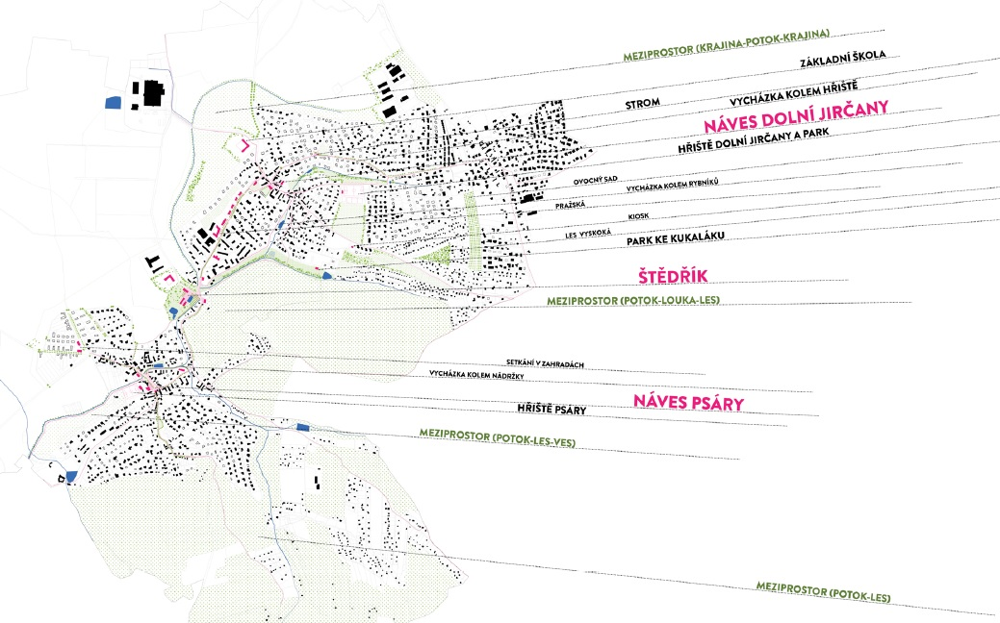 MEZIPROSTOR (KRAJINA-POTOK-KRAJINA)
ZÁKLADNÍ ŠKOLA
STROM
VYCHÁZKA KOLEM HŘIŠTĚ
NÁVES DOLNÍ JIRČANY
HŘIŠTĚ DOLNÍ JIRČANY A PARK
OVOCNÝ SAD
VYCHÁZKA KOLEM RYBNÍKŮ
PRAŽSKÁ
KIOSK
LES VYSKOKÁ
PARK KE KUKALÁKU
ŠTĚDŘÍK
MEZIPROSTOR (POTOK-LOUKA-LES)
SETKÁNÍ V ZAHRADÁCH
VYCHÁZKA KOLEM NÁDRŽKY
NÁVES PSÁRY
HŘIŠTĚ PSÁRY
MEZIPROSTOR (POTOK-LES-VES)
MEZIPROSTOR (POTOK-LES)